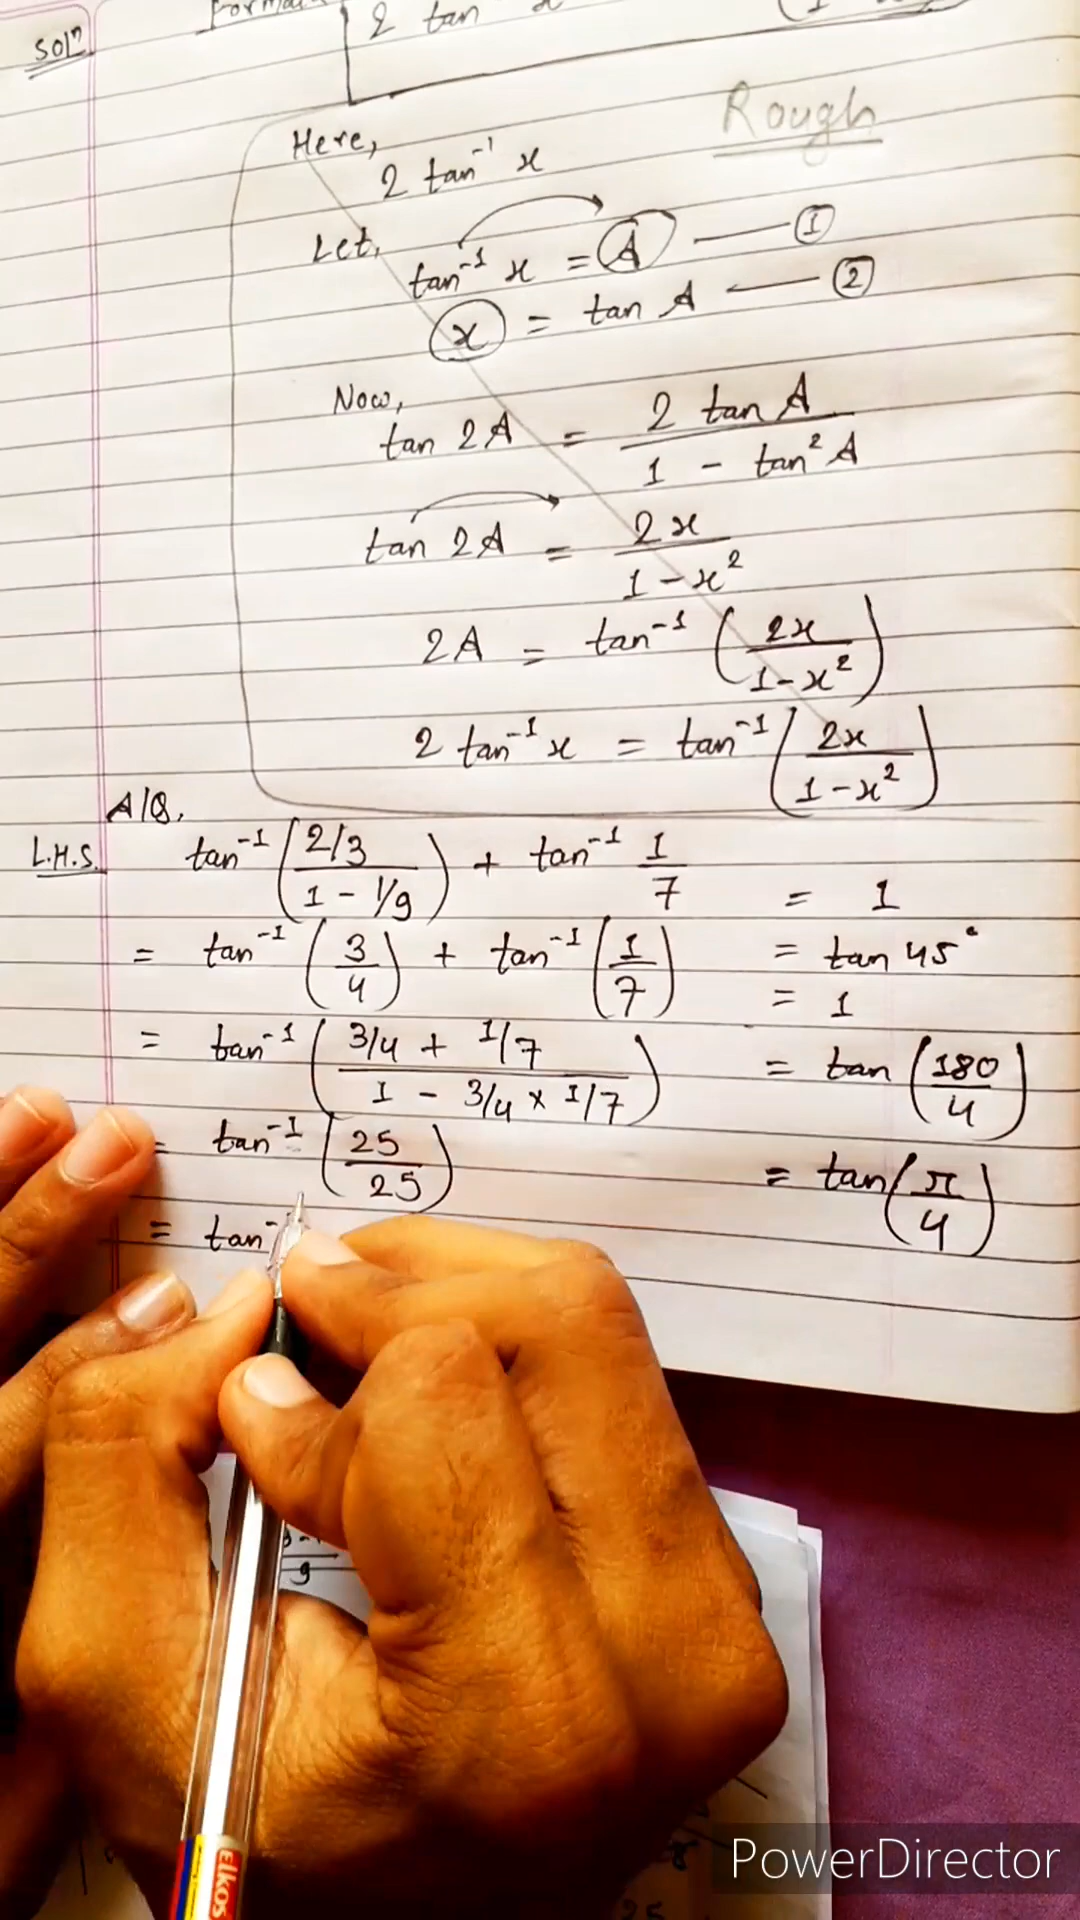 Solⁿ
2 tan
Rough
Here,
2 tan⁻¹ x
Let,
tan⁻¹ x = A —— ①
x = tan A —— ②
Now,
tan 2A = 2 tan A / 1 - tan² A
tan 2A = 2x / 1 - x²
2A = tan⁻¹ (2x / 1-x²)
2 tan⁻¹ x = tan⁻¹ (2x / 1-x²)
A/Q,
L.H.S. tan⁻¹ (2/3 / 1 - 1/9) + tan⁻¹ 1/7
= tan⁻¹ (3/4) + tan⁻¹ (1/7)
= tan⁻¹ (3/4 + 1/7 / 1 - 3/4 × 1/7)
= tan⁻¹ (25/25)
= tan⁻
= 1
= tan 45°
= 1
= tan (180/4)
= tan (π/4)
9
elkos
PowerDirector